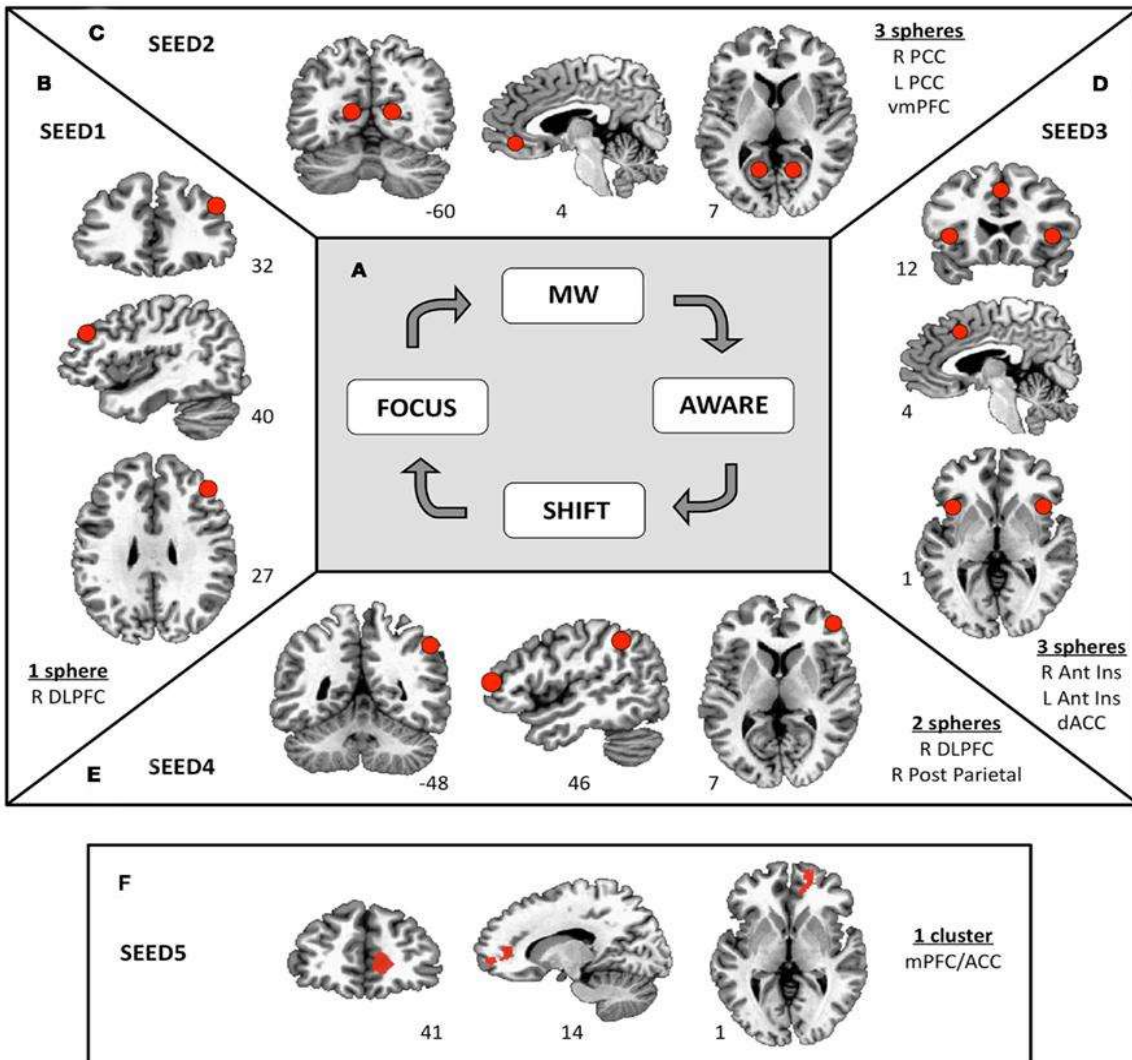 C
SEED2
3 spheres
R PCC
L PCC
vmPFC
-60
4
7
B
SEED1
32
40
27
1 sphere
R DLPFC
A
MW
AWARE
SHIFT
FOCUS
D
SEED3
12
4
1
3 spheres
R Ant Ins
L Ant Ins
dACC
E
SEED4
-48
46
7
2 spheres
R DLPFC
R Post Parietal
F
SEED5
41
14
1
1 cluster
mPFC/ACC